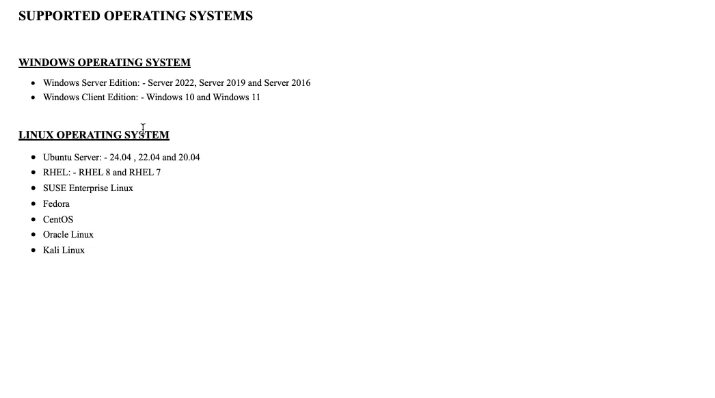 SUPPORTED OPERATING SYSTEMS
WINDOWS OPERATING SYSTEM
• Windows Server Edition: - Server 2022, Server 2019 and Server 2016
• Windows Client Edition: - Windows 10 and Windows 11
LINUX OPERATING SYSTEM
• Ubuntu Server: - 24.04 , 22.04 and 20.04
• RHEL: - RHEL 8 and RHEL 7
• SUSE Enterprise Linux
• Fedora
• CentOS
• Oracle Linux
• Kali Linux